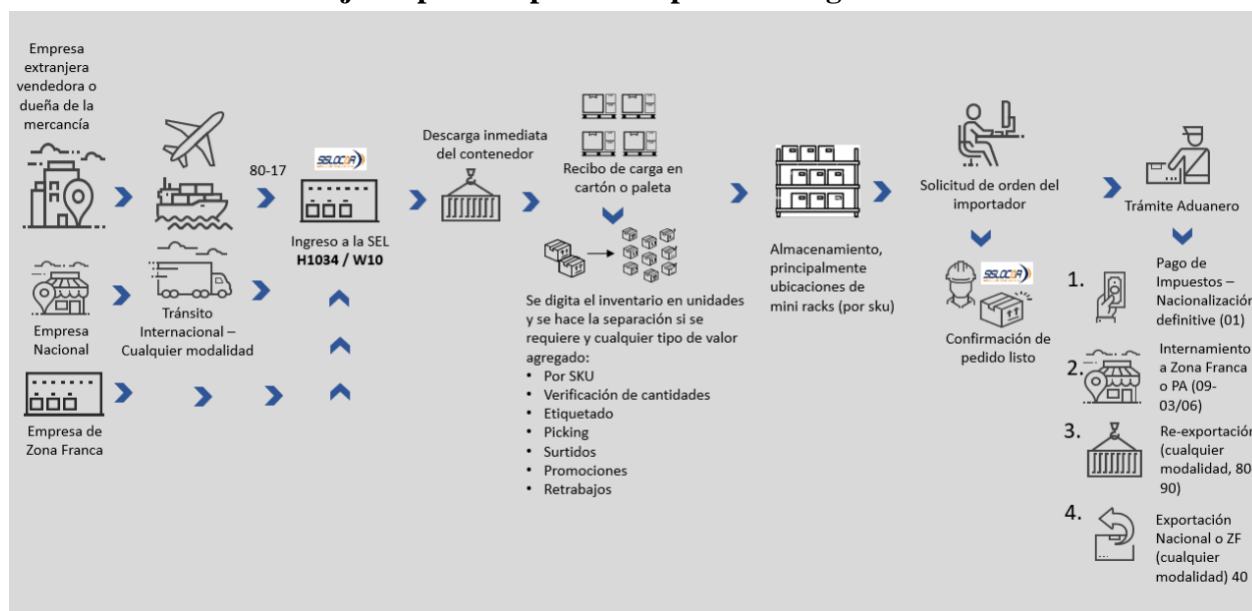 Empresa
extranjera
vendedora o
dueña de la
mercancía
80-17
SISLOCAR
Ingreso a la SEL
H1034 / W10
Empresa
Nacional
Tránsito
Internacional –
Cualquier modalidad
Empresa de
Zona Franca
Descarga inmediata
del contenedor
Recibo de carga en
cartón o paleta
Se digita el inventario en unidades
y se hace la separación si se
requiere y cualquier tipo de valor
agregado:
• Por SKU
• Verificación de cantidades
• Etiquetado
• Picking
• Surtidos
• Promociones
• Retrabajos
Almacenamiento,
principalmente
ubicaciones de
mini racks (por sku)
Solicitud de orden del
importador
Confirmación de
pedido listo
Trámite Aduanero
1.
Pago de
Impuestos –
Nacionalización
definitive (01)
2.
Internamiento
a Zona Franca
o PA (09-
03/06)
3.
Re-exportación
(cualquier
modalidad, 80
90)
4.
Exportación
Nacional o ZF
(cualquier
modalidad) 40